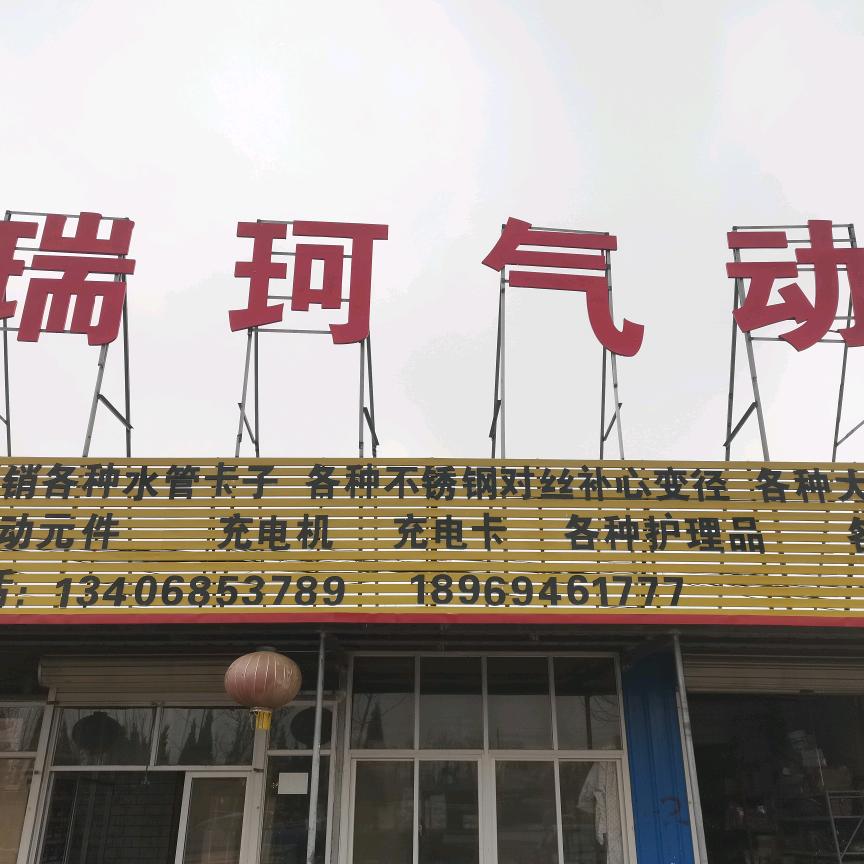 瑞珂气动
销各种水管卡子 各种不锈钢对丝补心变径 各种大
动元件 充电机 充电卡 各种护理品 各
话: 13406853789 18969461777